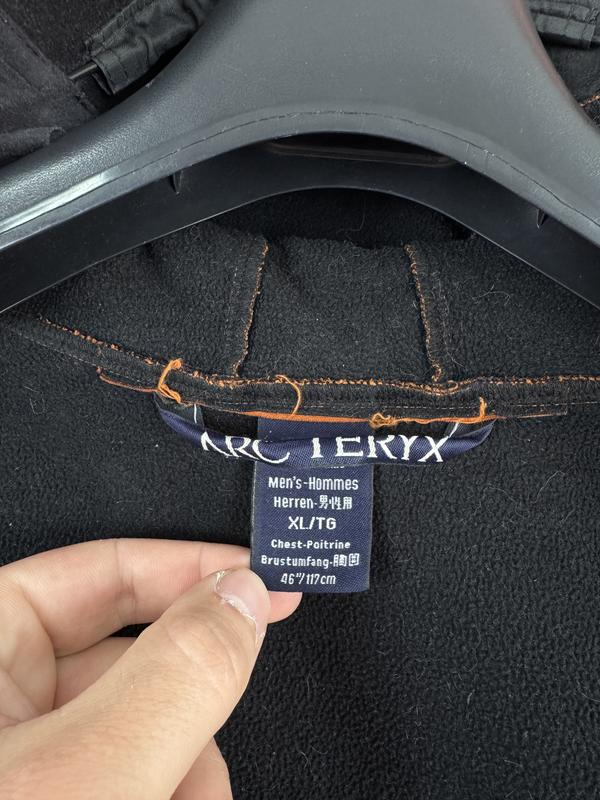 ARC'TERYX
Men's-Hommes
Herren-男性用
XL/TG
Chest-Poitrine
Brustumfang-胸囲
46"/117cm